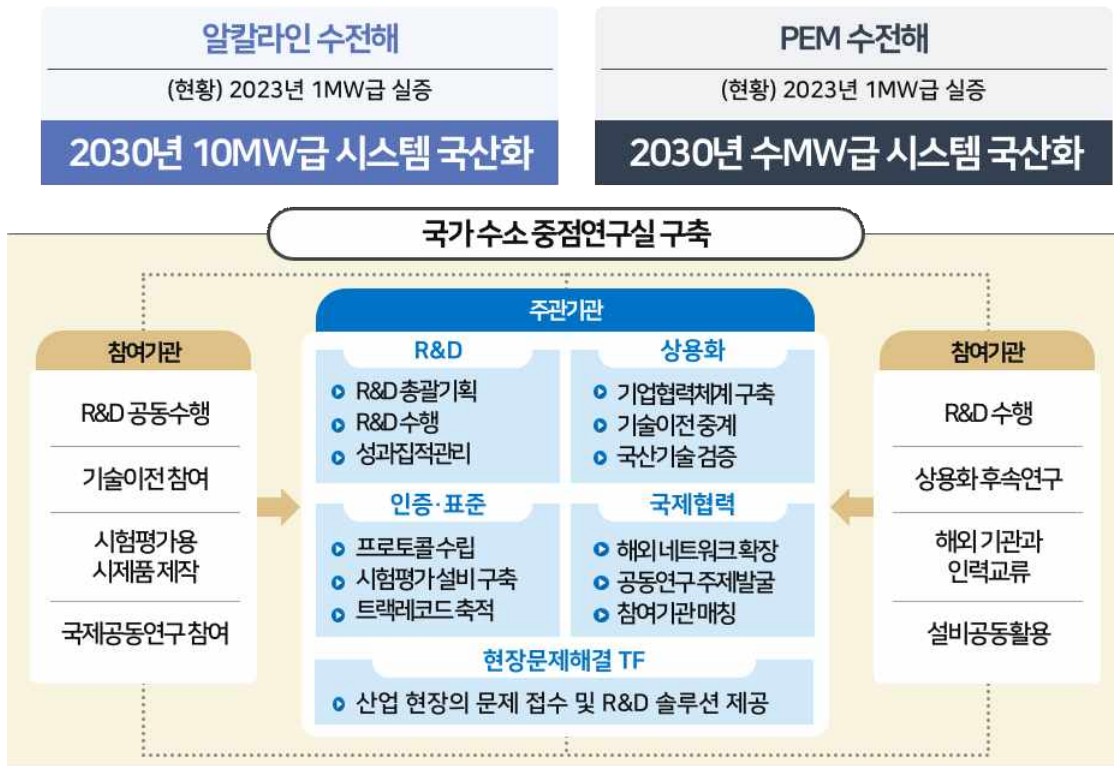 알칼라인 수전해
(현황) 2023년 1MW급 실증
2030년 10MW급 시스템 국산화
PEM 수전해
(현황) 2023년 1MW급 실증
2030년 수MW급 시스템 국산화
국가 수소 중점연구실 구축
참여기관
R&D 공동수행
기술이전 참여
시험평가용
시제품 제작
국제공동연구 참여
주관기관
R&D
R&D 총괄기획
R&D 수행
성과집적관리
상용화
기업협력체계 구축
기술이전 중계
국산기술 검증
인증·표준
프로토콜 수립
시험평가 설비 구축
트랙레코드 축적
국제협력
해외 네트워크 확장
공동연구 주제발굴
참여기관 매칭
현장문제해결 TF
산업 현장의 문제 접수 및 R&D 솔루션 제공
참여기관
R&D 수행
상용화 후속연구
해외 기관과
인력교류
설비공동활용